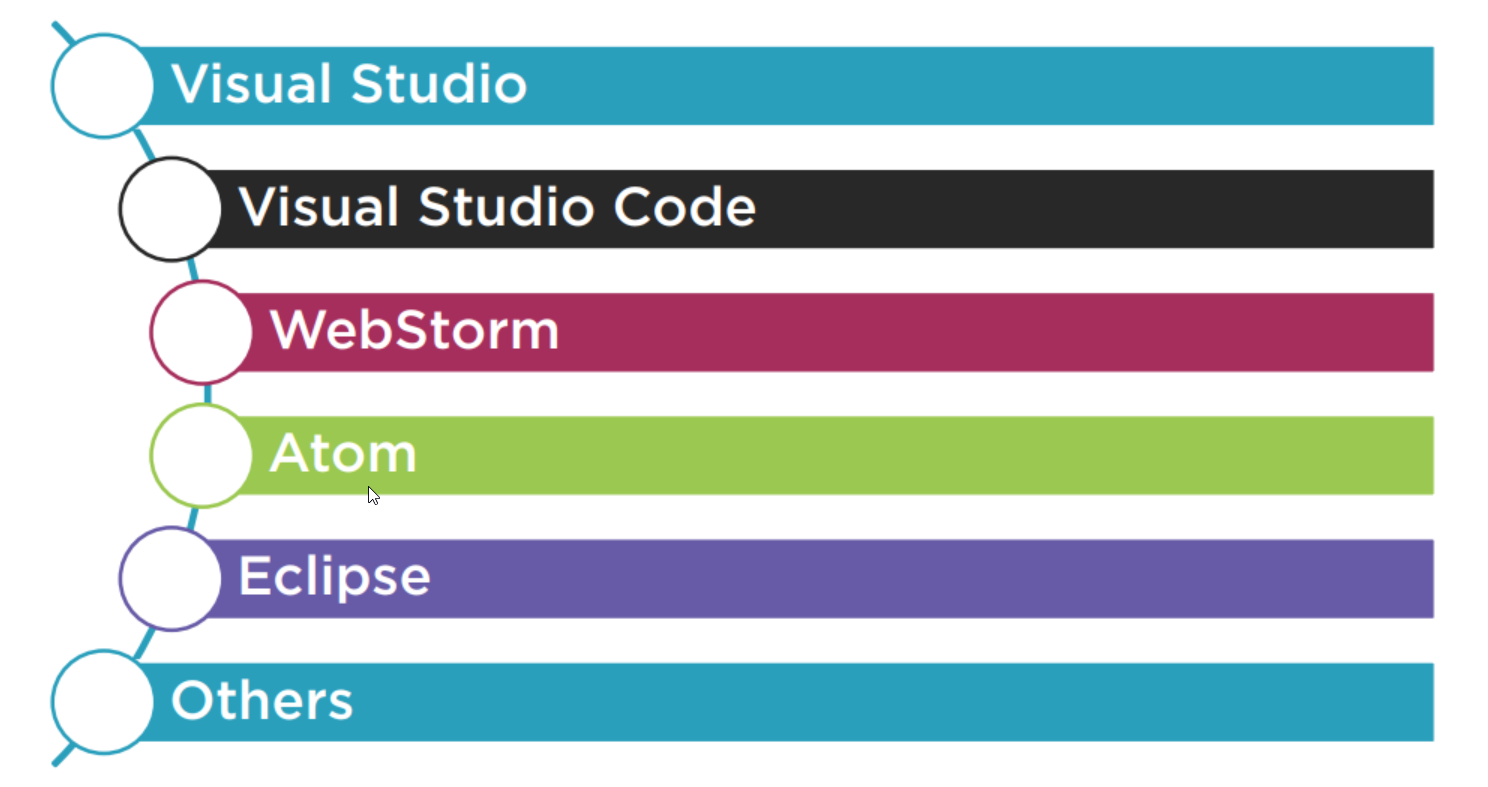 Visual Studio
Visual Studio Code
WebStorm
Atom
Eclipse
Others